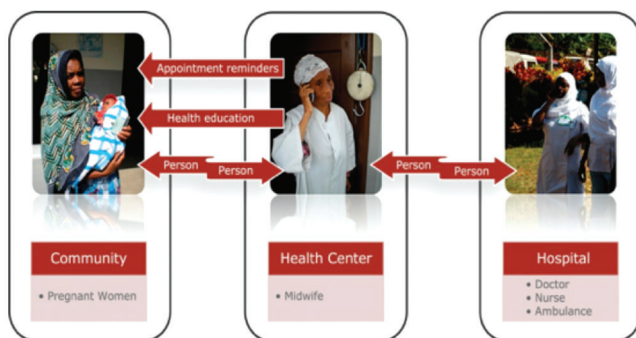 Appointment reminders
Health education
Person
Person
Person
Person
Community
• Pregnant Women
Health Center
• Midwife
Hospital
• Doctor
• Nurse
• Ambulance